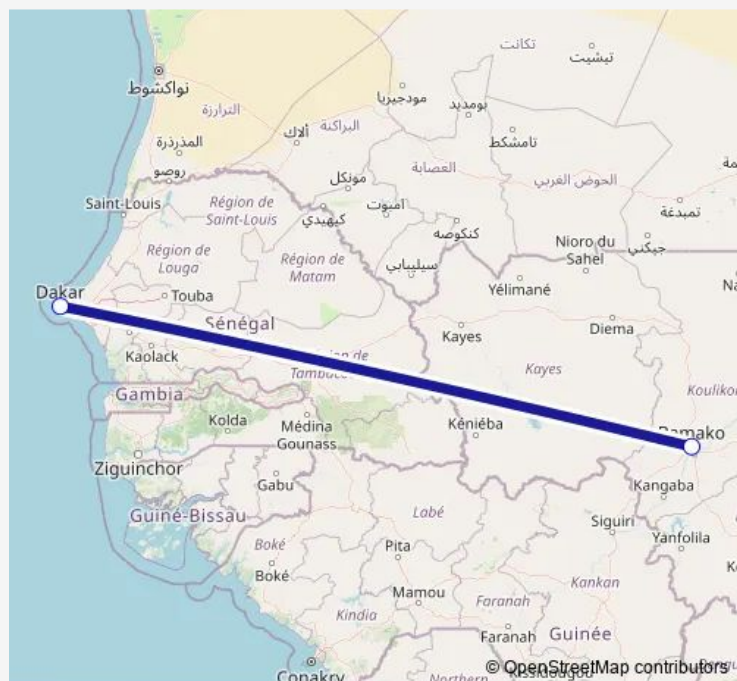 تكانت
تيشيت
نواكشوط
مودجيريا
بومديد
الترارزة
البراكنة
ألاك
تامشكط
المذرذرة
العصابة
روصو
مونكل
الحوض الغربي
Saint-Louis
Région de
Saint-Louis
كيهيدي
امبوت
كنكوصه
تمبدغة
جيكني
Nioro du
Sahel
Région de
Louga
Région de
Matam
سيليبابي
Yélimané
Dakar
Touba
Sénégal
Kayes
Diema
Kaolack
Kayes
Gambia
Kolda
Médina
Gounass
Kéniéba
Bamako
Ziguinchor
Gabu
Kangaba
Guiné-Bissau
Labé
Siguiri
Yanfolila
Boké
Boké
Pita
Mamou
Kankan
Kindia
Faranah
Faranah
Guinée
Conakry
Northern
Kissidougou
© OpenStreetMap contributors